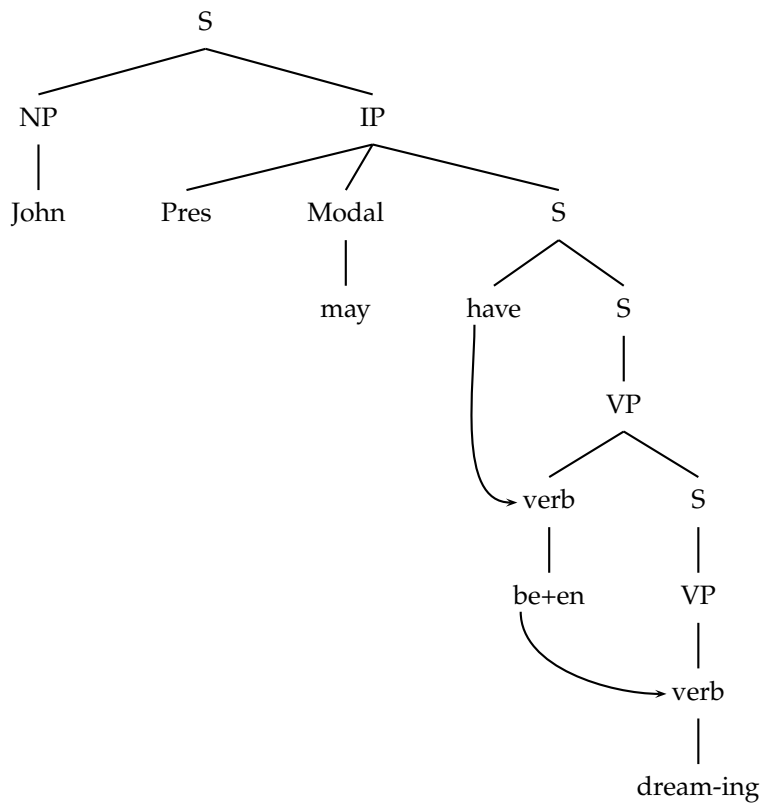 S
NP IP
John Pres Modal S
may have S
VP
verb S
be+en VP
verb
dream-ing